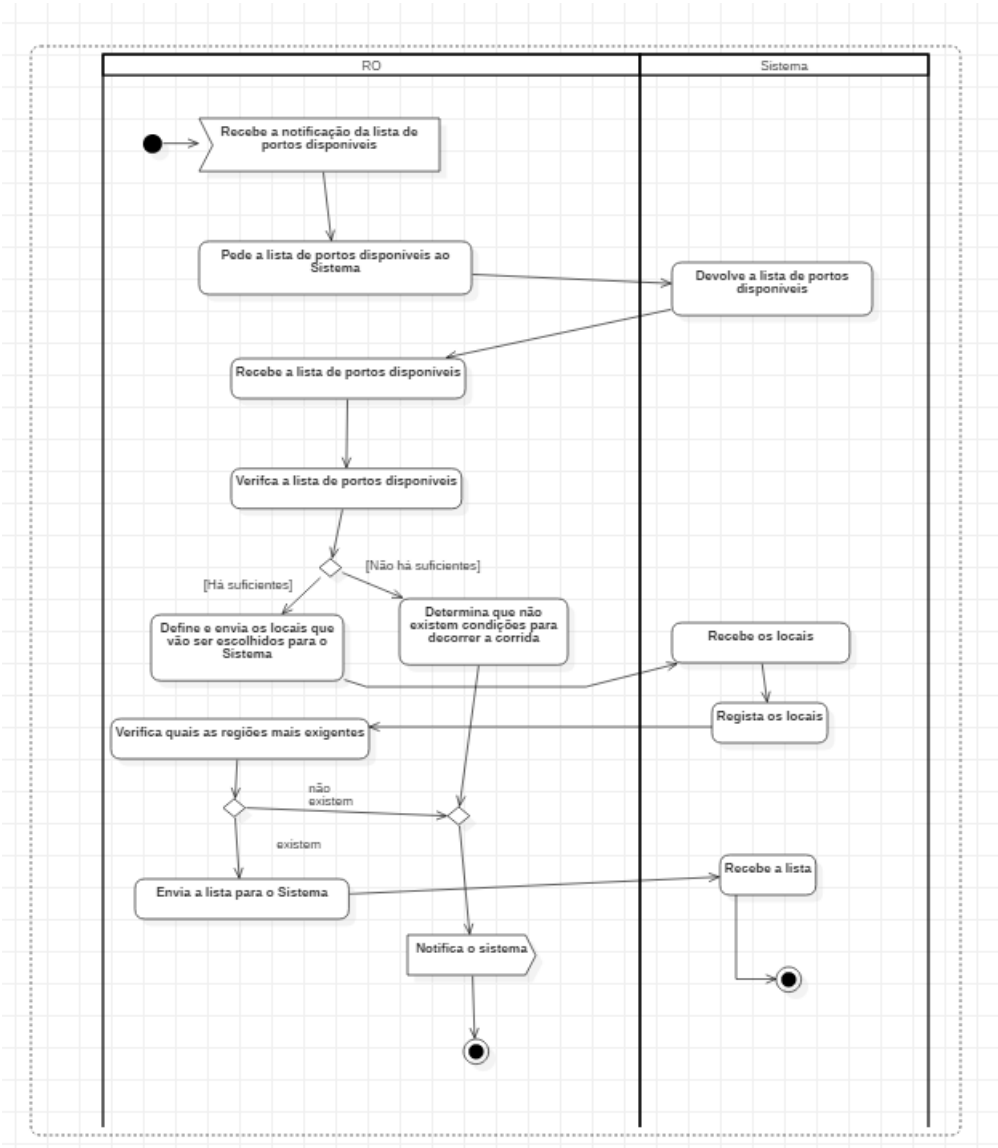 RO
Sistema
Recebe a notificação da lista de
portos disponíveis
Pede a lista de portos disponíveis ao
Sistema
Devolve a lista de portos
disponíveis
Recebe a lista de portos disponíveis
Verifca a lista de portos disponíveis
[Não há suficientes]
[Há suficientes]
Determina que não
existem condições para
decorrer a corrida
Define e envia os locais que
vão ser escolhidos para o
Sistema
Recebe os locais
Regista os locais
Verifica quais as regiões mais exigentes
não
existem
existem
Recebe a lista
Envia a lista para o Sistema
Notifica o sistema